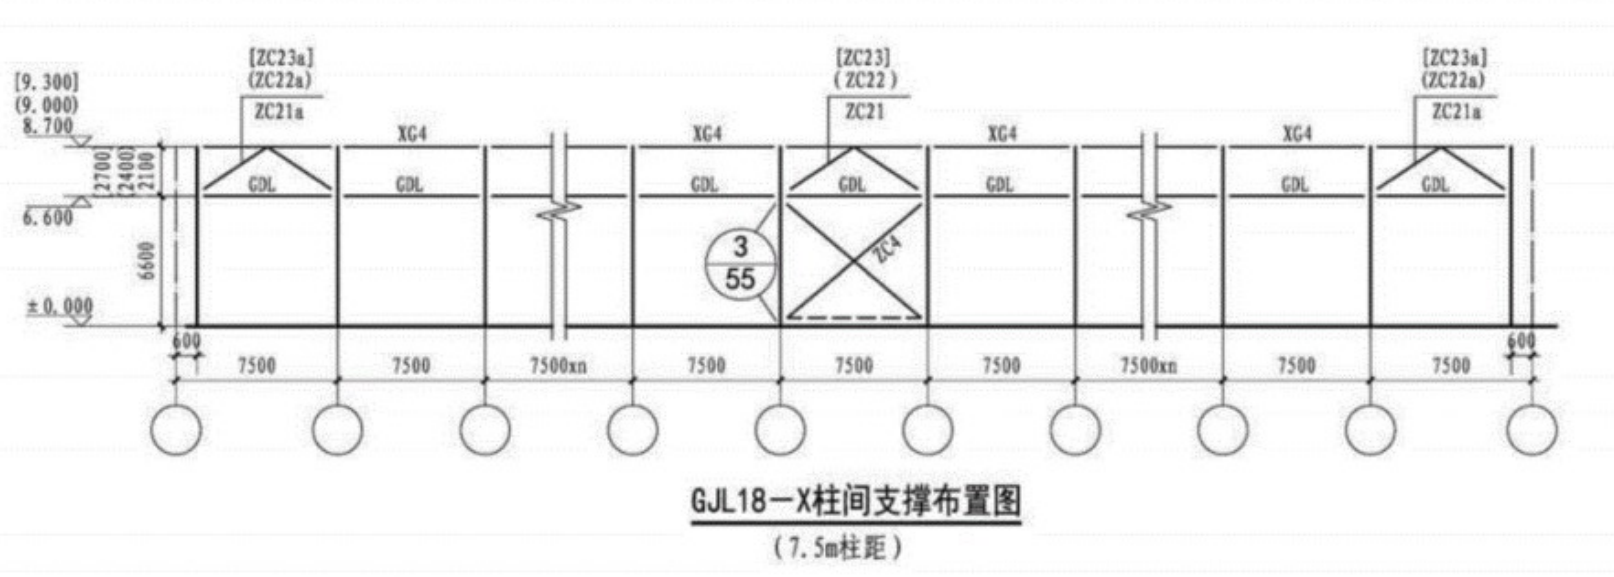 [ZC23a]
(ZC22a)
ZC21a
[ZC23]
(ZC22)
ZC21
[ZC23a]
(ZC22a)
ZC21a
[9.300]
(9.000)
8.700
XG4
XG4
XG4
XG4
[2700]
(2400)
2100
GDL
GDL
GDL
GDL
GDL
GDL
GDL
6.600
6600
3
55
ZC4
±0.000
600
600
7500
7500
7500xn
7500
7500
7500
7500xn
7500
7500
GJL18-X柱间支撑布置图
(7.5m柱距)